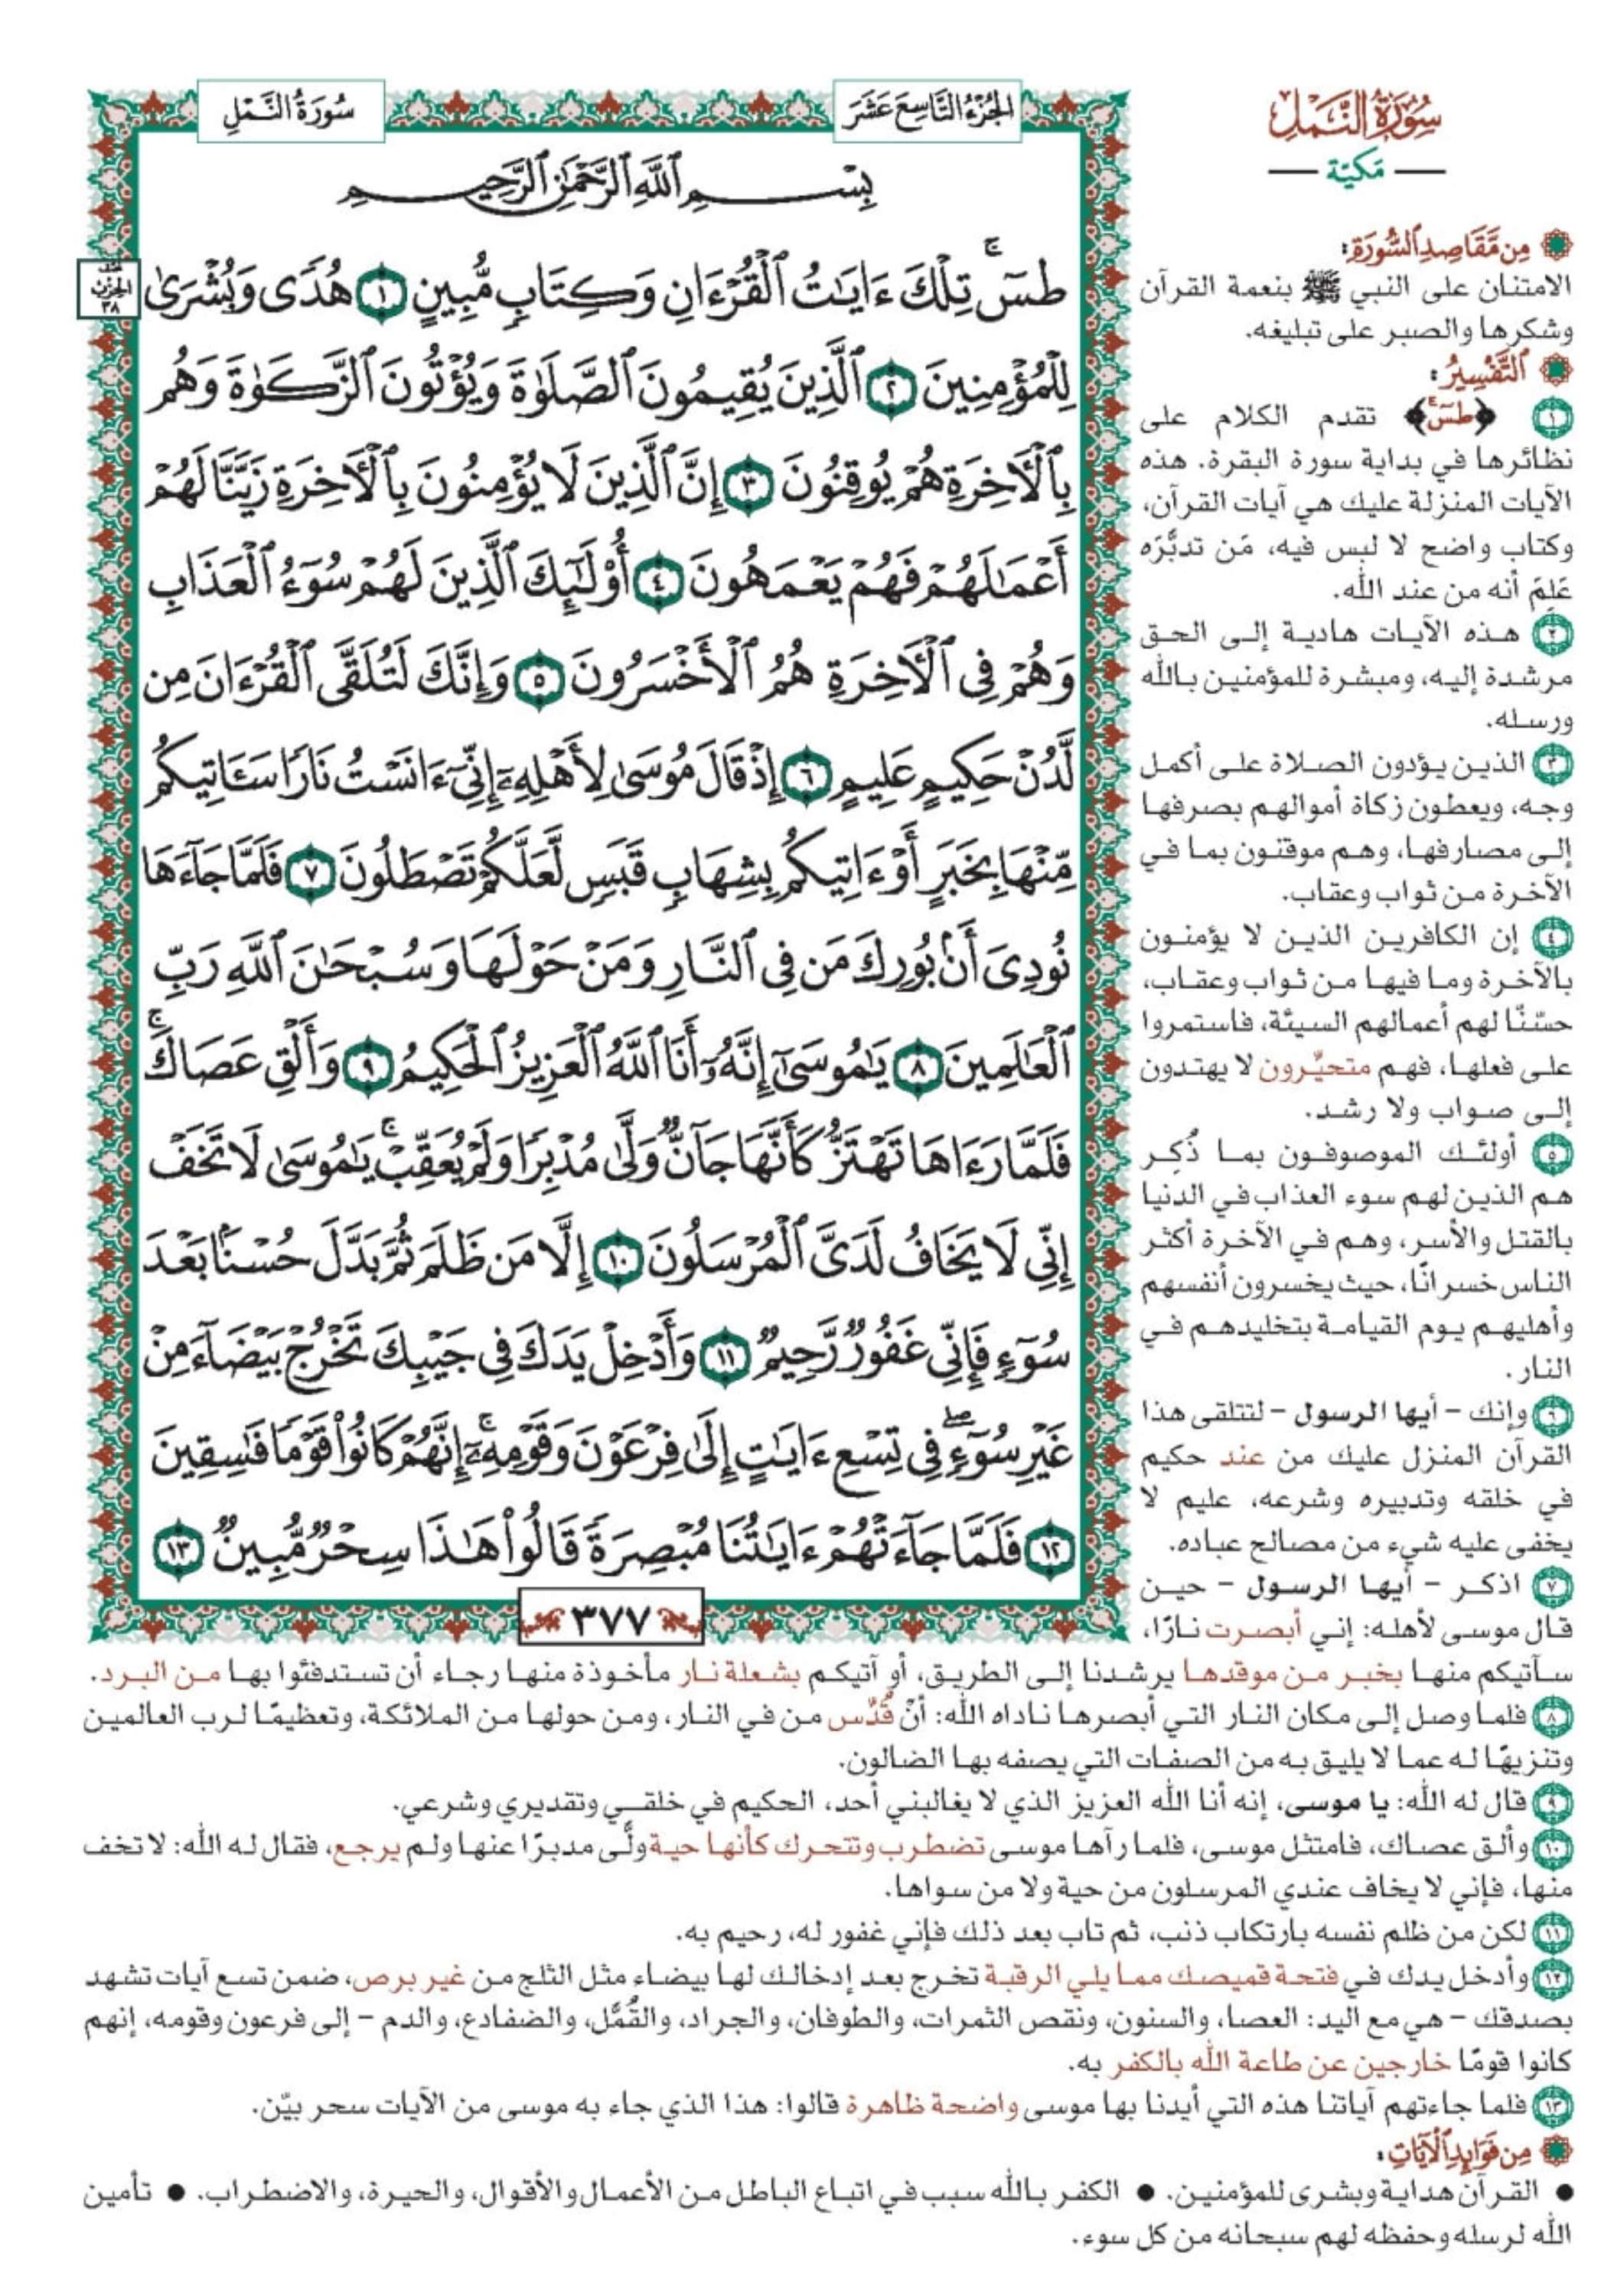 سُورَةُ النَّمْلِ
الجُزْءُ التَّاسِعَ عَشَرَ
بِسْمِ ٱللَّهِ ٱلرَّحْمَٰنِ ٱلرَّحِيمِ
طسٓۚ تِلْكَ ءَايَٰتُ ٱلْقُرْءَانِ وَكِتَابٍ مُّبِينٍ ١ هُدًى وَبُشْرَىٰ
لِلْمُؤْمِنِينَ ٢ ٱلَّذِينَ يُقِيمُونَ ٱلصَّلَوٰةَ وَيُؤْتُونَ ٱلزَّكَوٰةَ وَهُم
بِٱلْأَخِرَةِ هُمْ يُوقِنُونَ ٣ إِنَّ ٱلَّذِينَ لَا يُؤْمِنُونَ بِٱلْأَخِرَةِ زَيَّنَّا لَهُمْ
أَعْمَٰلَهُمْ فَهُمْ يَعْمَهُونَ ٤ أُو۟لَٰٓئِكَ ٱلَّذِينَ لَهُمْ سُوٓءُ ٱلْعَذَابِ
وَهُمْ فِى ٱلْأَخِرَةِ هُمُ ٱلْأَخْسَرُونَ ٥ وَإِنَّكَ لَتُلَقَّى ٱلْقُرْءَانَ مِن
لَّدُنْ حَكِيمٍ عَلِيمٍ ٦ إِذْ قَالَ مُوسَىٰ لِأَهْلِهِۦٓ إِنِّىٓ ءَانَسْتُ نَارًا سَـَٔاتِيكُم
مِّنْهَا بِخَبَرٍ أَوْ ءَاتِيكُم بِشِهَابٍ قَبَسٍ لَّعَلَّكُمْ تَصْطَلُونَ ٧ فَلَمَّا جَآءَهَا
نُودِىَ أَنۢ بُورِكَ مَن فِى ٱلنَّارِ وَمَنْ حَوْلَهَا وَسُبْحَٰنَ ٱللَّهِ رَبِّ
ٱلْعَٰلَمِينَ ٨ يَٰمُوسَىٰٓ إِنَّهُۥٓ أَنَا ٱللَّهُ ٱلْعَزِيزُ ٱلْحَكِيمُ ٩ وَأَلْقِ عَصَاكَۚ
فَلَمَّا رَءَاهَا تَهْتَزُّ كَأَنَّهَا جَآنٌّ وَلَّىٰ مُدْبِرًا وَلَمْ يُعَقِّبْۚ يَٰمُوسَىٰ لَا تَخَفْ
إِنِّى لَا يَخَافُ لَدَىَّ ٱلْمُرْسَلُونَ ١٠ إِلَّا مَن ظَلَمَ ثُمَّ بَدَّلَ حُسْنًۢا بَعْدَ
سُوٓءٍ فَإِنِّى غَفُورٌ رَّحِيمٌ ١١ وَأَدْخِلْ يَدَكَ فِى جَيْبِكَ تَخْرُجْ بَيْضَآءَ مِنْ
غَيْرِ سُوٓءٍۖ فِى تِسْعِ ءَايَٰتٍ إِلَىٰ فِرْعَوْنَ وَقَوْمِهِۦٓۚ إِنَّهُمْ كَانُوا۟ قَوْمًا فَٰسِقِينَ
١٢ فَلَمَّا جَآءَتْهُمْ ءَايَٰتُنَا مُبْصِرَةً قَالُوا۟ هَٰذَا سِحْرٌ مُّبِينٌ ١٣
٣٧٧
الحِزْب
٣٨
سُورَةُ النَّمْلِ
مَكيّة
مِن مَّقَاصِدِ ٱلسُّورَةِ:
الامتنان على النبي ﷺ بنعمة القرآن
وشكرها والصبر على تبليغه.
ٱلتَّفْسِيرُ:
١ ﴿طسٓۚ﴾ تقدم الكلام على
نظائرها في بداية سورة البقرة. هذه
الآيات المنزلة عليك هي آيات القرآن،
وكتاب واضح لا لبس فيه، مَن تدبَّرَه
عَلِمَ أنه من عند الله.
٢ هذه الآيات هادية إلى الحق
مرشدة إليه، ومبشرة للمؤمنين بالله
ورسله.
٣ الذين يؤدون الصلاة على أكمل
وجه، ويعطون زكاة أموالهم بصرفها
إلى مصارفها، وهم موقنون بما في
الآخرة من ثواب وعقاب.
٤ إن الكافرين الذين لا يؤمنون
بالآخرة وما فيها من ثواب وعقاب،
حسّنّا لهم أعمالهم السيئة، فاستمروا
على فعلها، فهم متحيِّرون لا يهتدون
إلى صواب ولا رشد.
٥ أولئك الموصوفون بما ذُكِر
هم الذين لهم سوء العذاب في الدنيا
بالقتل والأسر، وهم في الآخرة أكثر
الناس خسرانًا، حيث يخسرون أنفسهم
وأهليهم يوم القيامة بتخليدهم في
النار.
٦ وإنك - أيها الرسول - لتتلقى هذا
القرآن المنزل عليك من عند حكيم
في خلقه وتدبيره وشرعه، عليم لا
يخفى عليه شيء من مصالح عباده.
٧ اذكر - أيها الرسول - حين
قال موسى لأهله: إني أبصرت نارًا،
سآتيكم منها بخبر من موقدها يرشدنا إلى الطريق، أو آتيكم بشعلة نار مأخوذة منها رجاء أن تستدفئوا بها من البرد.
٨ فلما وصل إلى مكان النار التي أبصرها ناداه الله: أنْ قُدِّس من في النار، ومن حولها من الملائكة، وتعظيمًا لرب العالمين
وتنزيهًا له عما لا يليق به من الصفات التي يصفه بها الضالون.
٩ قال له الله: يا موسى، إنه أنا الله العزيز الذي لا يغالبني أحد، الحكيم في خلقي وتقديري وشرعي.
١٠ وألق عصاك، فامتثل موسى، فلما رآها موسى تضطرب وتتحرك كأنها حية ولَّى مدبرًا عنها ولم يرجع، فقال له الله: لا تخف
منها، فإني لا يخاف عندي المرسلون من حية ولا من سواها.
١١ لكن من ظلم نفسه بارتكاب ذنب، ثم تاب بعد ذلك فإني غفور له، رحيم به.
١٢ وأدخل يدك في فتحة قميصك مما يلي الرقبة تخرج بعد إدخالك لها بيضاء مثل الثلج من غير برص، ضمن تسع آيات تشهد
بصدقك - هي مع اليد: العصا، والسنون، ونقص الثمرات، والطوفان، والجراد، والقُمَّل، والضفادع، والدم - إلى فرعون وقومه، إنهم
كانوا قومًا خارجين عن طاعة الله بالكفر به.
١٣ فلما جاءتهم آياتنا هذه التي أيدنا بها موسى واضحة ظاهرة قالوا: هذا الذي جاء به موسى من الآيات سحر بيّن.
مِن فَوَائِدِ ٱلْآيَاتِ:
● القرآن هداية وبشرى للمؤمنين. ● الكفر بالله سبب في اتباع الباطل من الأعمال والأقوال، والحيرة، والاضطراب. ● تأمين
الله لرسله وحفظه لهم سبحانه من كل سوء.